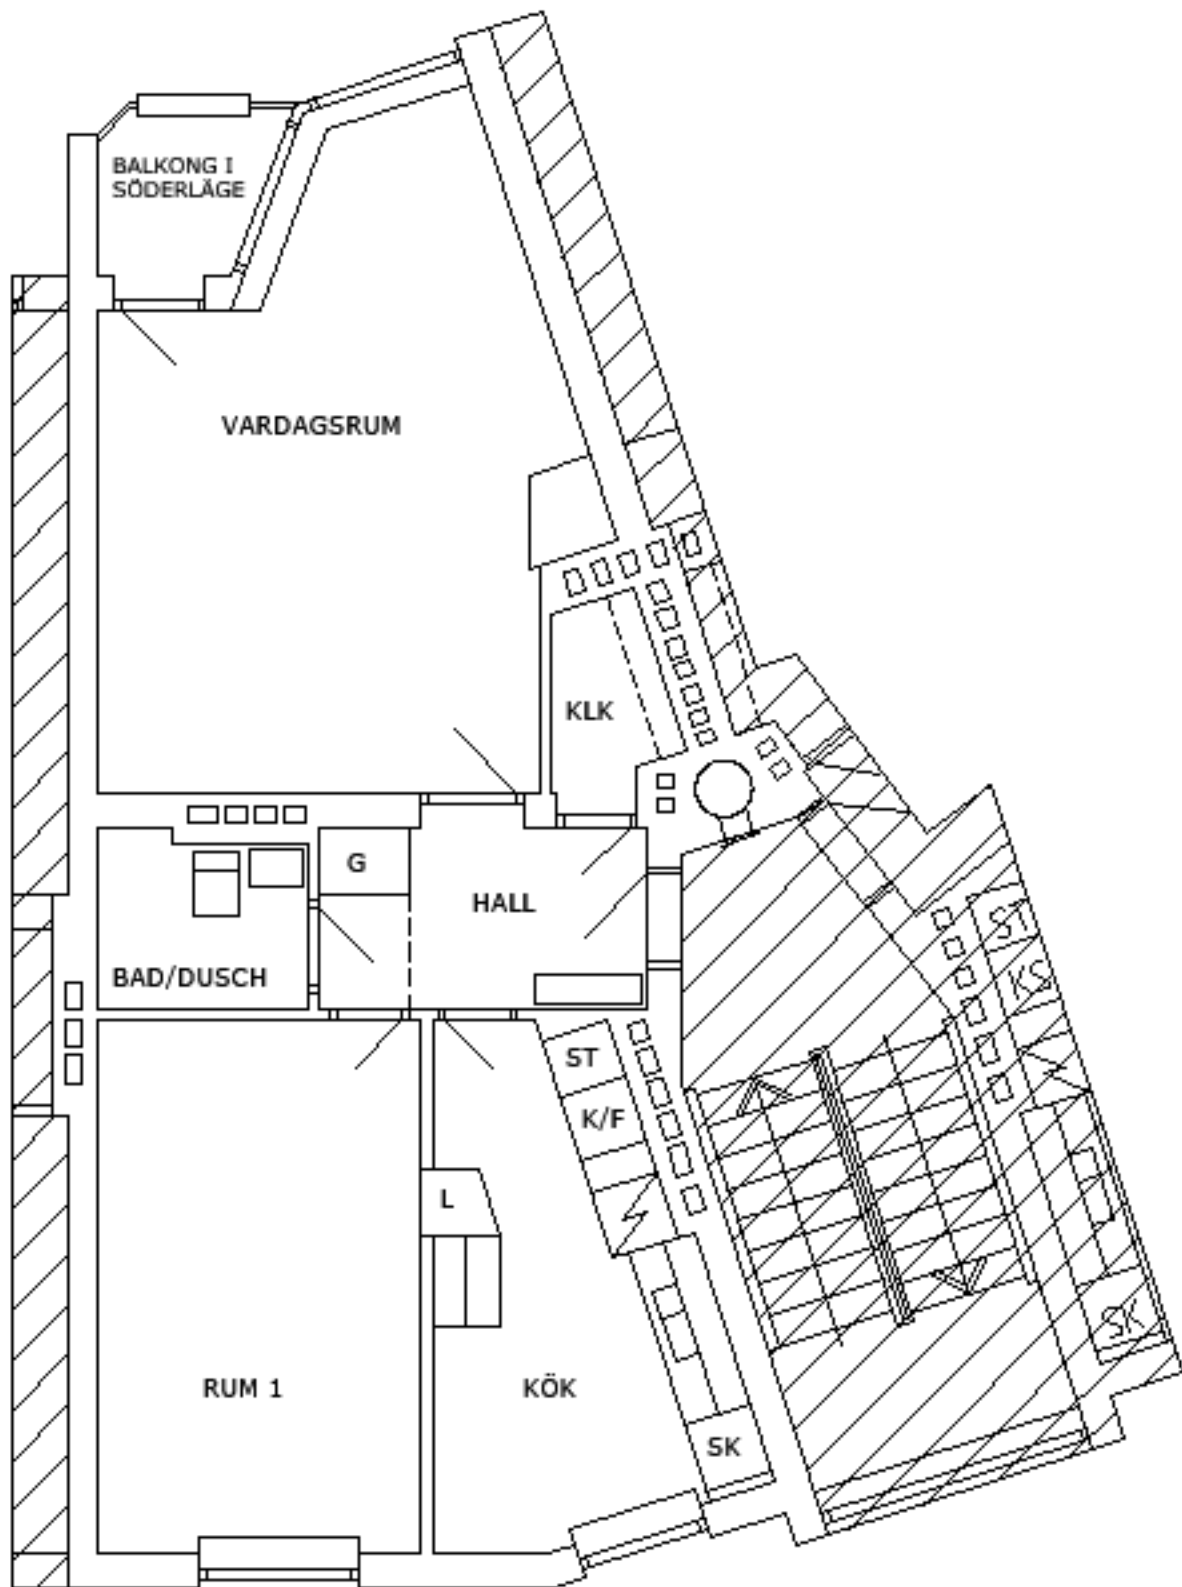 BALKONG I
SÖDERLÄGE
VARDAGSRUM
KLK
G
HALL
BAD/DUSCH
ST
KS
ST
K/F
L
RUM 1
KÖK
SK
SK